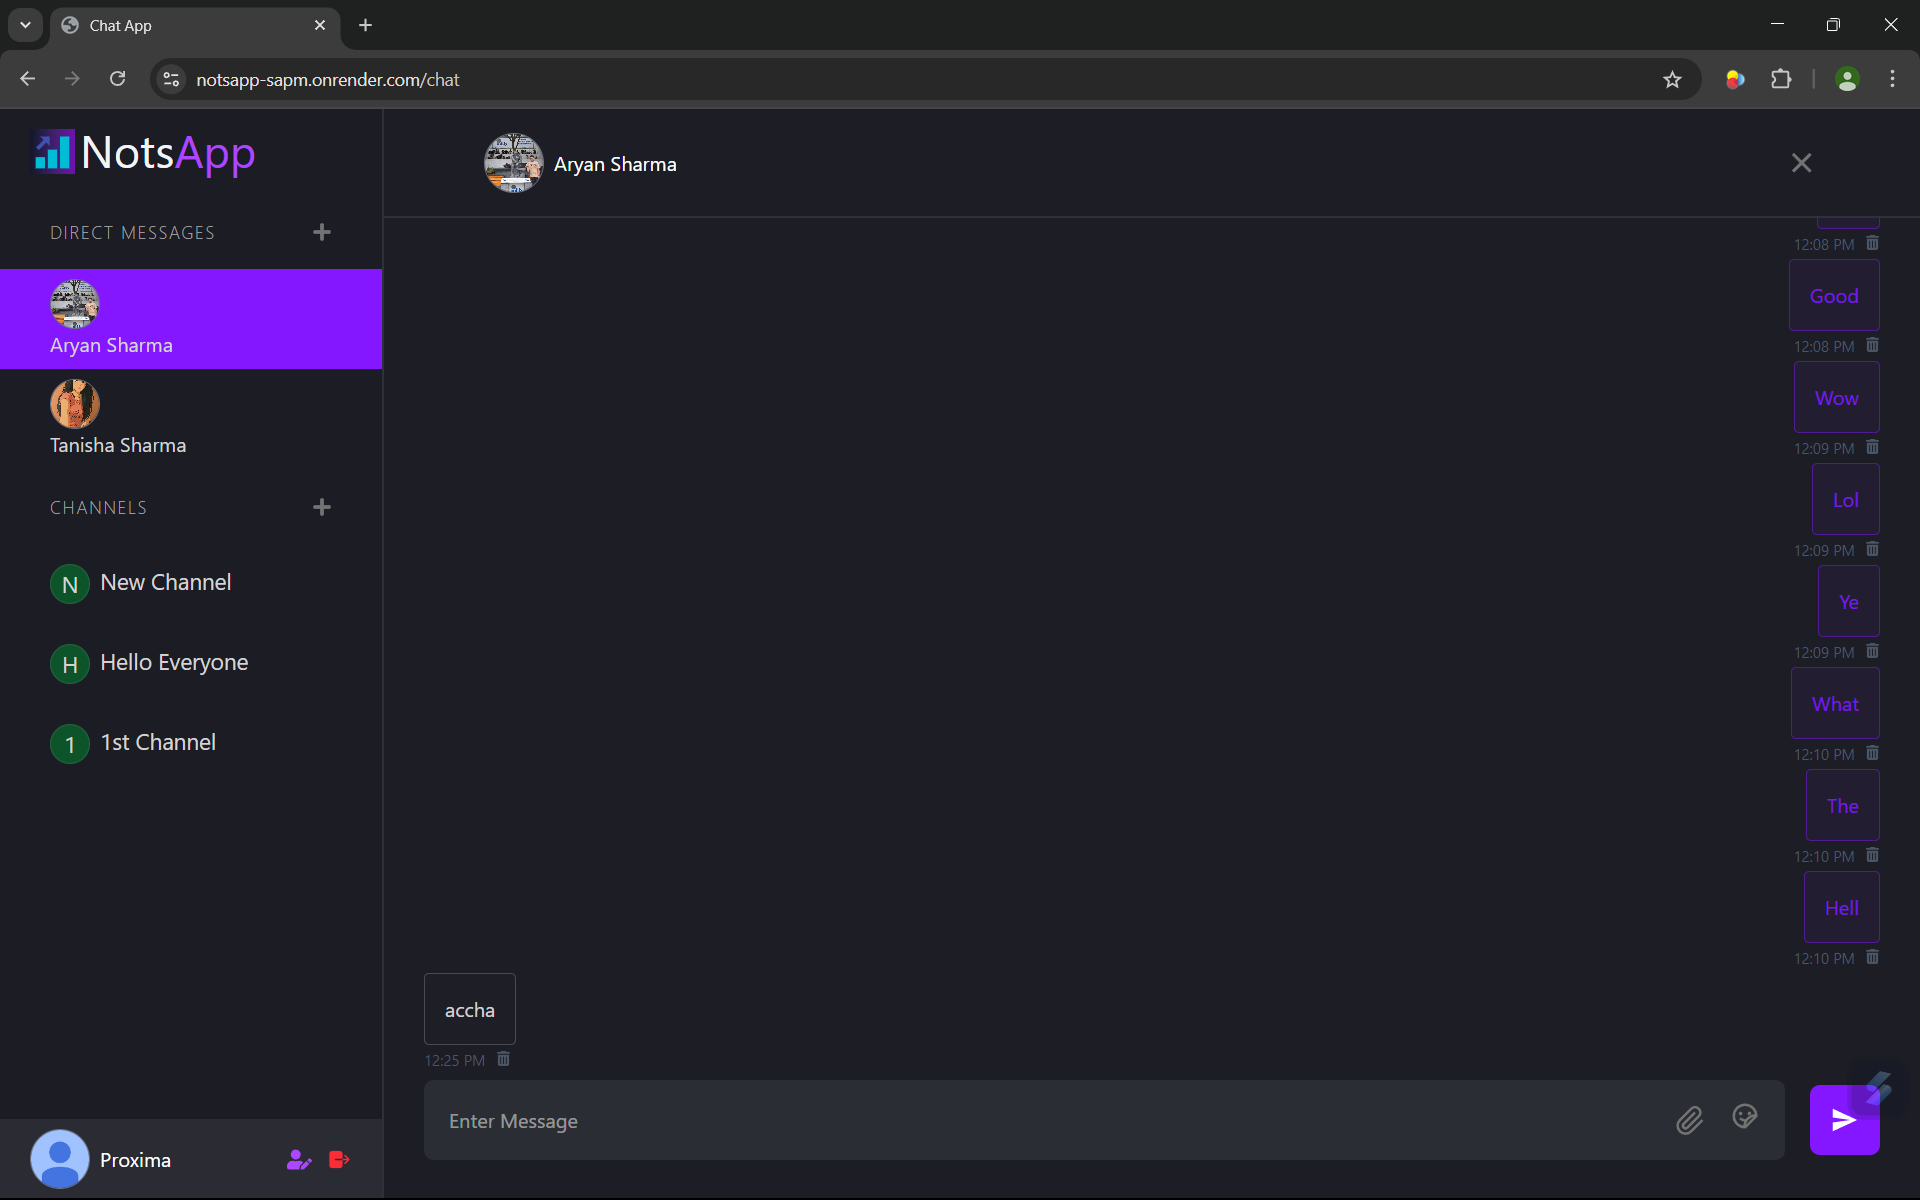 Chat App
notsapp-sapm.onrender.com/chat
NotsApp
DIRECT MESSAGES
Aryan Sharma
Tanisha Sharma
CHANNELS
N New Channel
H Hello Everyone
1 1st Channel
Proxima
Aryan Sharma
12:08 PM
Good
12:08 PM
Wow
12:09 PM
Lol
12:09 PM
Ye
12:09 PM
What
12:10 PM
The
12:10 PM
Hell
12:10 PM
accha
12:25 PM
Enter Message